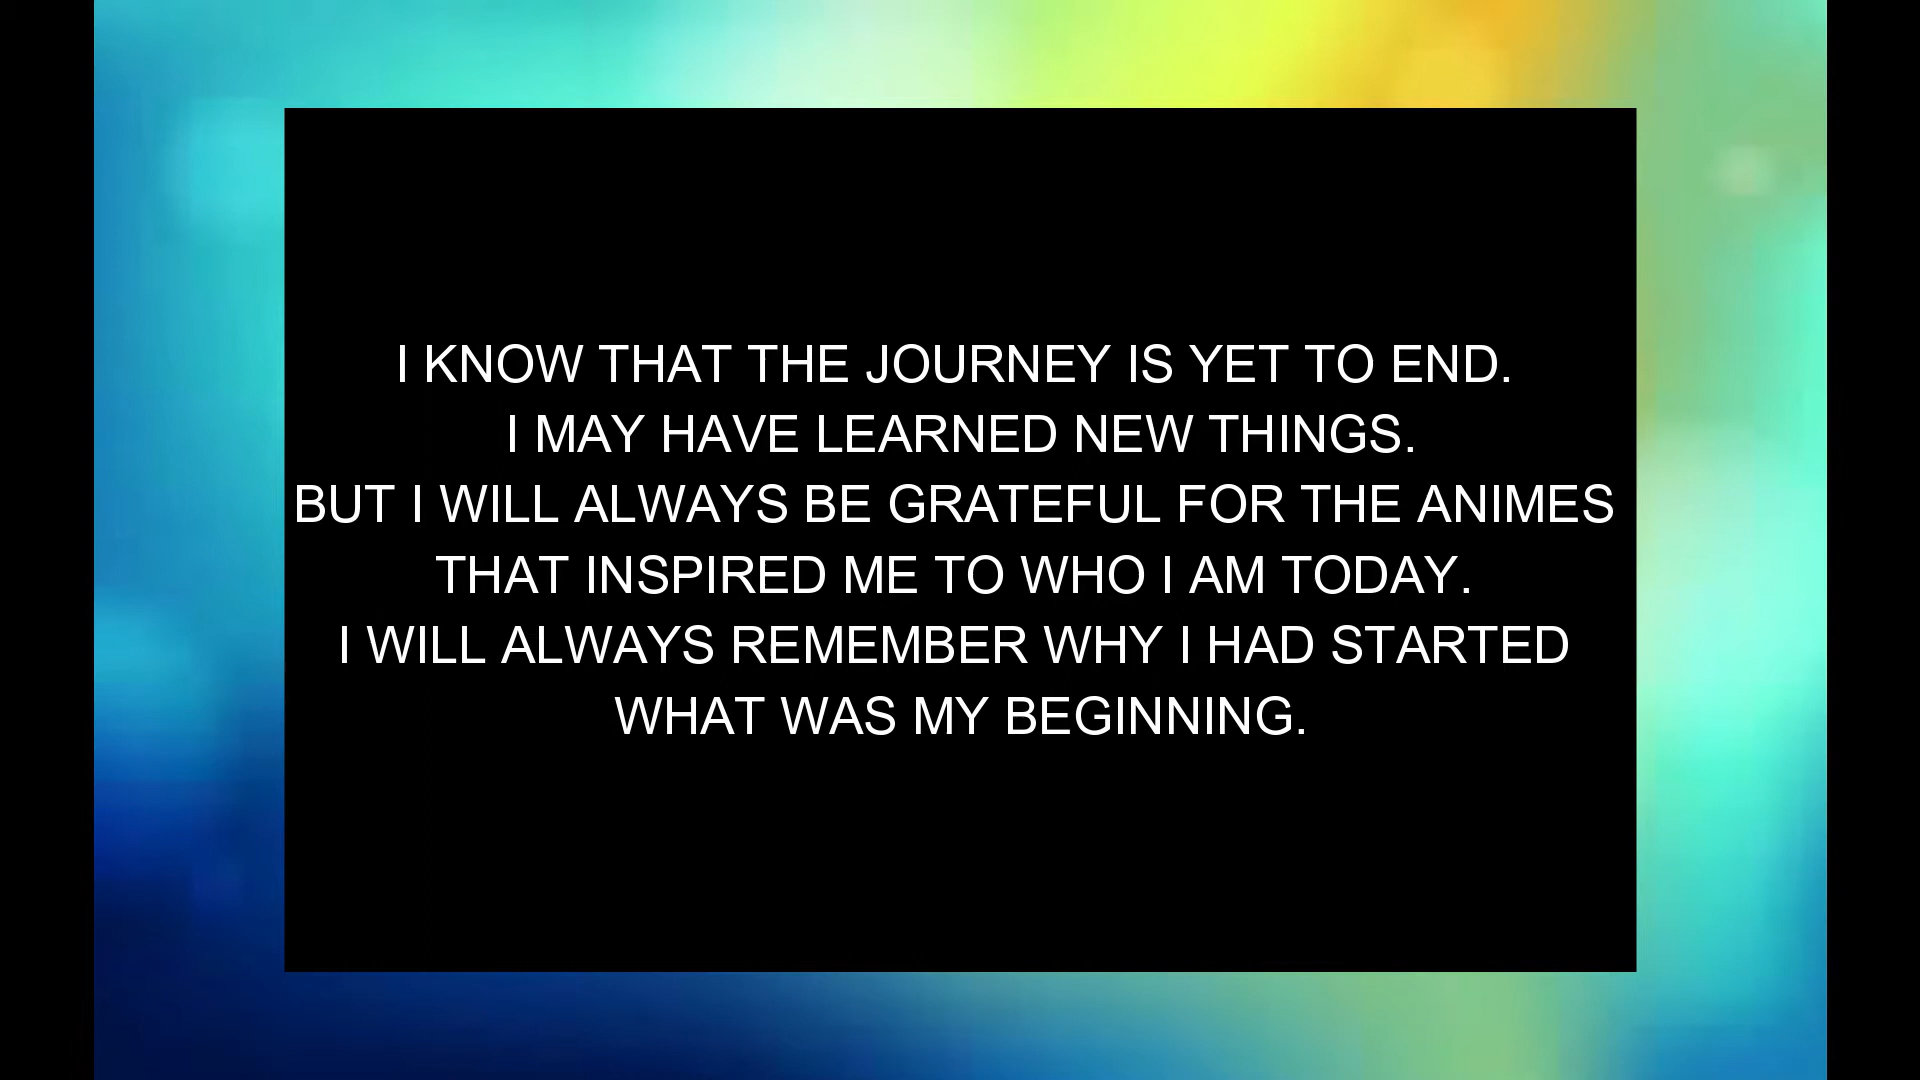 I KNOW THAT THE JOURNEY IS YET TO END.
I MAY HAVE LEARNED NEW THINGS.
BUT I WILL ALWAYS BE GRATEFUL FOR THE ANIMES
THAT INSPIRED ME TO WHO I AM TODAY.
I WILL ALWAYS REMEMBER WHY I HAD STARTED
WHAT WAS MY BEGINNING.